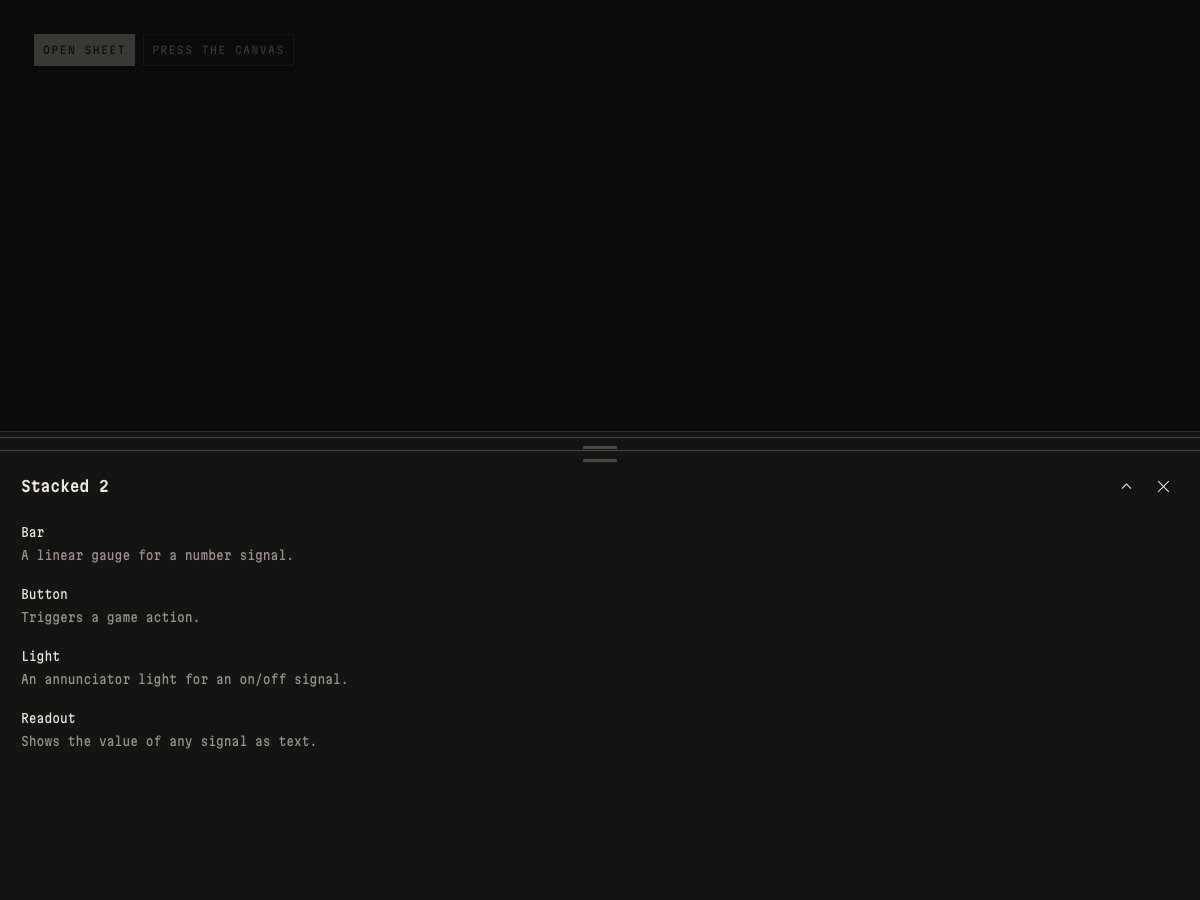 OPEN SHEET
PRESS THE CANVAS
Stacked 2
Bar
A linear gauge for a number signal.
Button
Triggers a game action.
Light
An annunciator light for an on/off signal.
Readout
Shows the value of any signal as text.